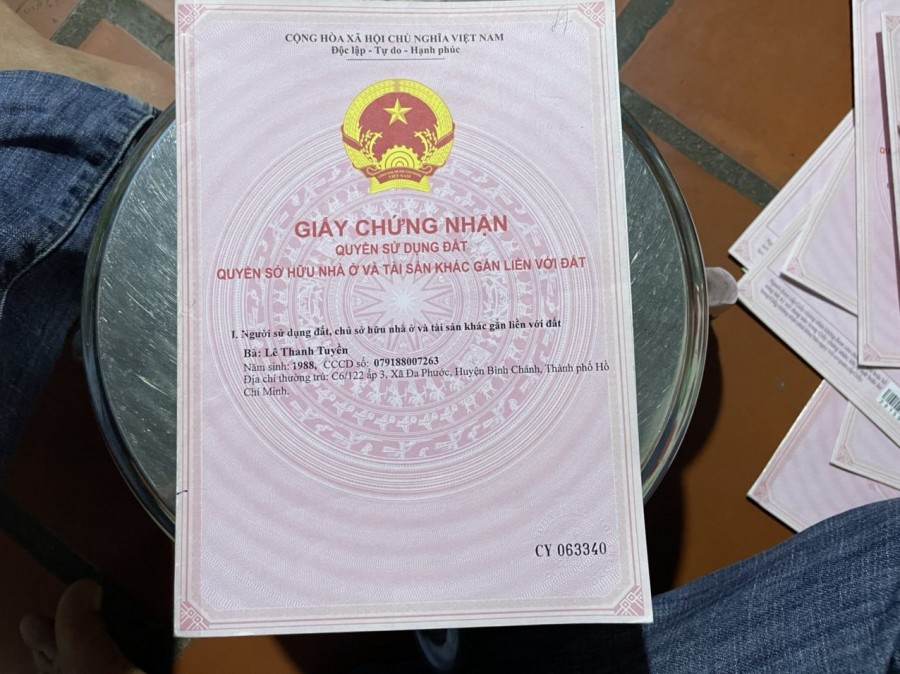 CỘNG HÒA XÃ HỘI CHỦ NGHĨA VIỆT NAM
Độc lập - Tự do - Hạnh phúc
GIẤY CHỨNG NHẬN
QUYỀN SỬ DỤNG ĐẤT
QUYỀN SỞ HỮU NHÀ Ở VÀ TÀI SẢN KHÁC GẮN LIỀN VỚI ĐẤT
I. Người sử dụng đất, chủ sở hữu nhà ở và tài sản khác gắn liền với đất
Bà: Lê Thanh Tuyền
Năm sinh: 1988, CCCD số: 079188007263
Địa chỉ thường trú: C6/122 ấp 3, Xã Đa Phước, Huyện Bình Chánh, Thành phố Hồ
Chí Minh.
CY 063340